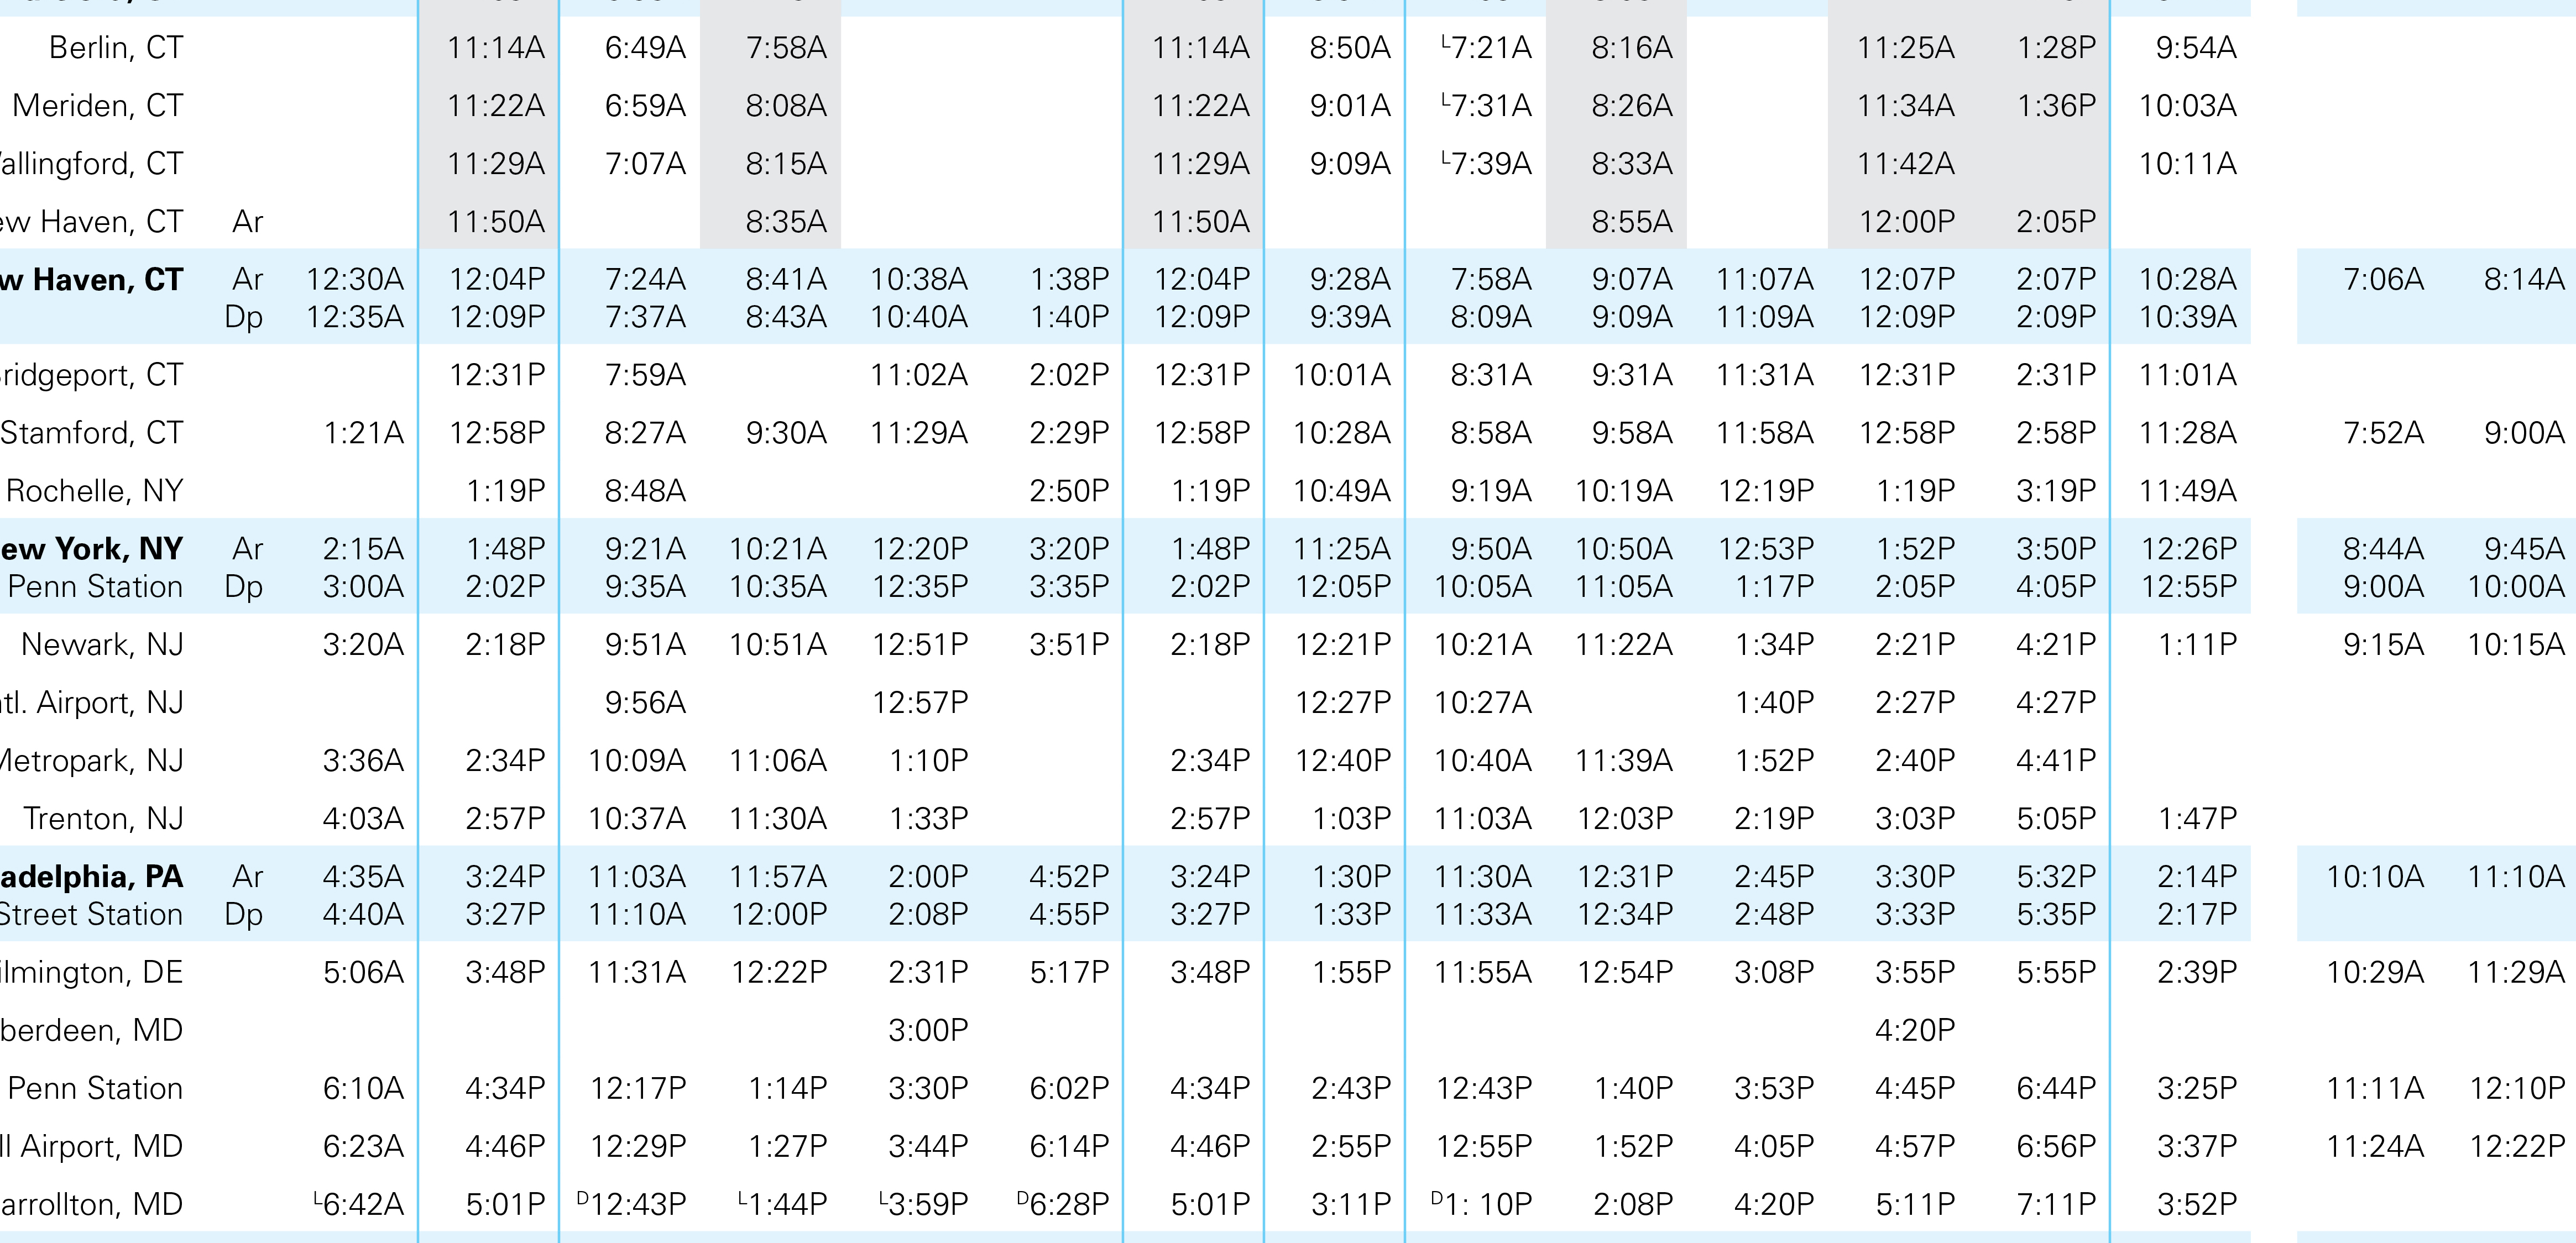 Berlin, CT 11:14A 6:49A 7:58A 11:14A 8:50A L7:21A 8:16A 11:25A 1:28P 9:54A
Meriden, CT 11:22A 6:59A 8:08A 11:22A 9:01A L7:31A 8:26A 11:34A 1:36P 10:03A
allingford, CT 11:29A 7:07A 8:15A 11:29A 9:09A L7:39A 8:33A 11:42A 10:11A
ew Haven, CT Ar 11:50A 8:35A 11:50A 8:55A 12:00P 2:05P
w Haven, CT Ar 12:30A 12:04P 7:24A 8:41A 10:38A 1:38P 12:04P 9:28A 7:58A 9:07A 11:07A 12:07P 2:07P 10:28A 7:06A 8:14A
Dp 12:35A 12:09P 7:37A 8:43A 10:40A 1:40P 12:09P 9:39A 8:09A 9:09A 11:09A 12:09P 2:09P 10:39A
ridgeport, CT 12:31P 7:59A 11:02A 2:02P 12:31P 10:01A 8:31A 9:31A 11:31A 12:31P 2:31P 11:01A
Stamford, CT 1:21A 12:58P 8:27A 9:30A 11:29A 2:29P 12:58P 10:28A 8:58A 9:58A 11:58A 12:58P 2:58P 11:28A 7:52A 9:00A
Rochelle, NY 1:19P 8:48A 2:50P 1:19P 10:49A 9:19A 10:19A 12:19P 1:19P 3:19P 11:49A
ew York, NY Ar 2:15A 1:48P 9:21A 10:21A 12:20P 3:20P 1:48P 11:25A 9:50A 10:50A 12:53P 1:52P 3:50P 12:26P 8:44A 9:45A
Penn Station Dp 3:00A 2:02P 9:35A 10:35A 12:35P 3:35P 2:02P 12:05P 10:05A 11:05A 1:17P 2:05P 4:05P 12:55P 9:00A 10:00A
Newark, NJ 3:20A 2:18P 9:51A 10:51A 12:51P 3:51P 2:18P 12:21P 10:21A 11:22A 1:34P 2:21P 4:21P 1:11P 9:15A 10:15A
tl. Airport, NJ 9:56A 12:57P 12:27P 10:27A 1:40P 2:27P 4:27P
Metropark, NJ 3:36A 2:34P 10:09A 11:06A 1:10P 2:34P 12:40P 10:40A 11:39A 1:52P 2:40P 4:41P
Trenton, NJ 4:03A 2:57P 10:37A 11:30A 1:33P 2:57P 1:03P 11:03A 12:03P 2:19P 3:03P 5:05P 1:47P
adelphia, PA Ar 4:35A 3:24P 11:03A 11:57A 2:00P 4:52P 3:24P 1:30P 11:30A 12:31P 2:45P 3:30P 5:32P 2:14P 10:10A 11:10A
Street Station Dp 4:40A 3:27P 11:10A 12:00P 2:08P 4:55P 3:27P 1:33P 11:33A 12:34P 2:48P 3:33P 5:35P 2:17P
ilmington, DE 5:06A 3:48P 11:31A 12:22P 2:31P 5:17P 3:48P 1:55P 11:55A 12:54P 3:08P 3:55P 5:55P 2:39P 10:29A 11:29A
berdeen, MD 3:00P 4:20P
Penn Station 6:10A 4:34P 12:17P 1:14P 3:30P 6:02P 4:34P 2:43P 12:43P 1:40P 3:53P 4:45P 6:44P 3:25P 11:11A 12:10P
ll Airport, MD 6:23A 4:46P 12:29P 1:27P 3:44P 6:14P 4:46P 2:55P 12:55P 1:52P 4:05P 4:57P 6:56P 3:37P 11:24A 12:22P
arrollton, MD L6:42A 5:01P D12:43P L1:44P L3:59P D6:28P 5:01P 3:11P D1: 10P 2:08P 4:20P 5:11P 7:11P 3:52P